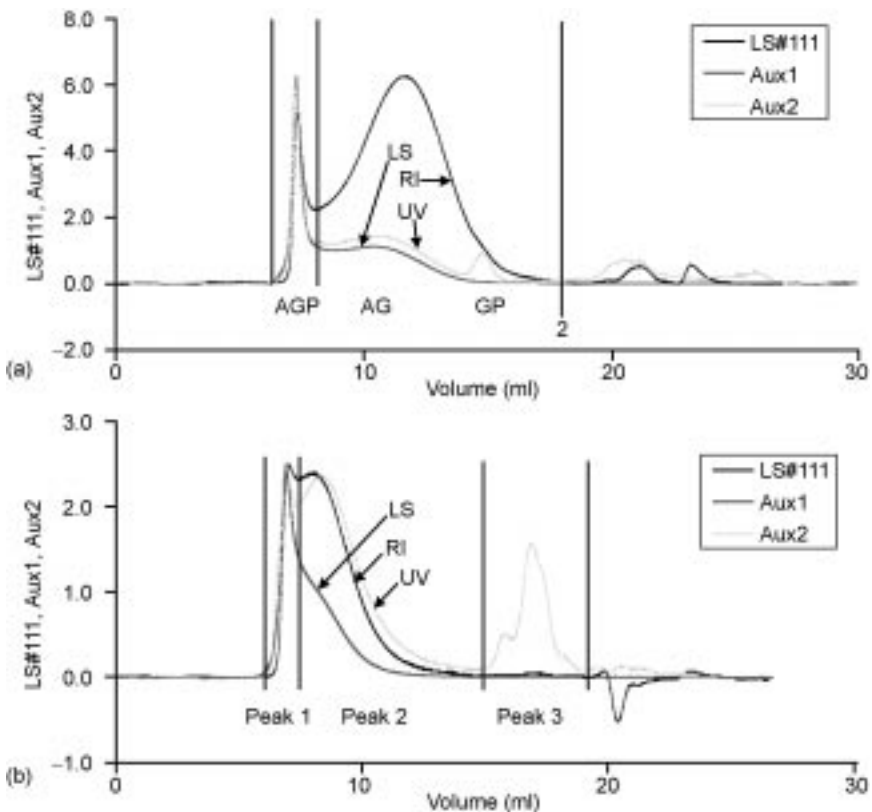 8.0
6.0
4.0
2.0
0.0
−2.0
LS#111, Aux1, Aux2
LS#111
Aux1
Aux2
LS
RI
UV
AGP
AG
GP
2
(a)
0
10
20
30
Volume (ml)
3.0
2.0
1.0
0.0
−1.0
LS#111, Aux1, Aux2
LS#111
Aux1
Aux2
LS
RI
UV
Peak 1
Peak 2
Peak 3
(b)
0
10
20
30
Volume (ml)